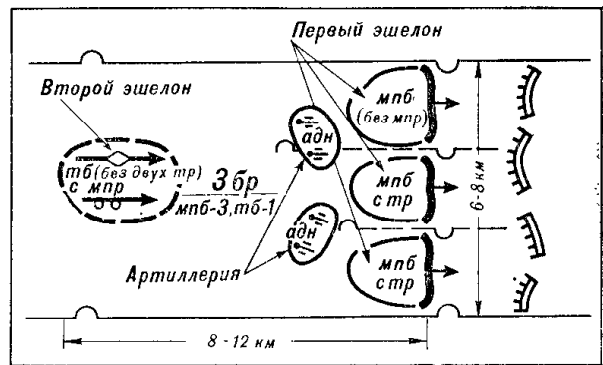 Первый эшелон
Второй эшелон
мпб
(без мпр)
адн
тб (без двух тр)
с мпр
3 бр
мпб-3, тб-1
мпб
с тр
6-8 км
адн
Артиллерия
мпб
с тр
8-12 км